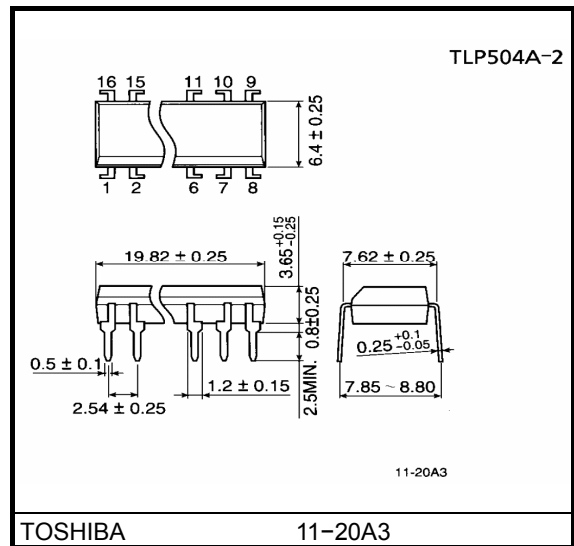 TLP504A−2
16 15 11 10 9
6.4 ± 0.25
1 2 6 7 8
19.82 ± 0.25
3.65 +0.15 -0.25
7.62 ± 0.25
0.8±0.25
0.25 +0.1 -0.05
0.5 ± 0.1
1.2 ± 0.15
2.5MIN.
7.85 ~ 8.80
2.54 ± 0.25
11-20A3
TOSHIBA 11−20A3